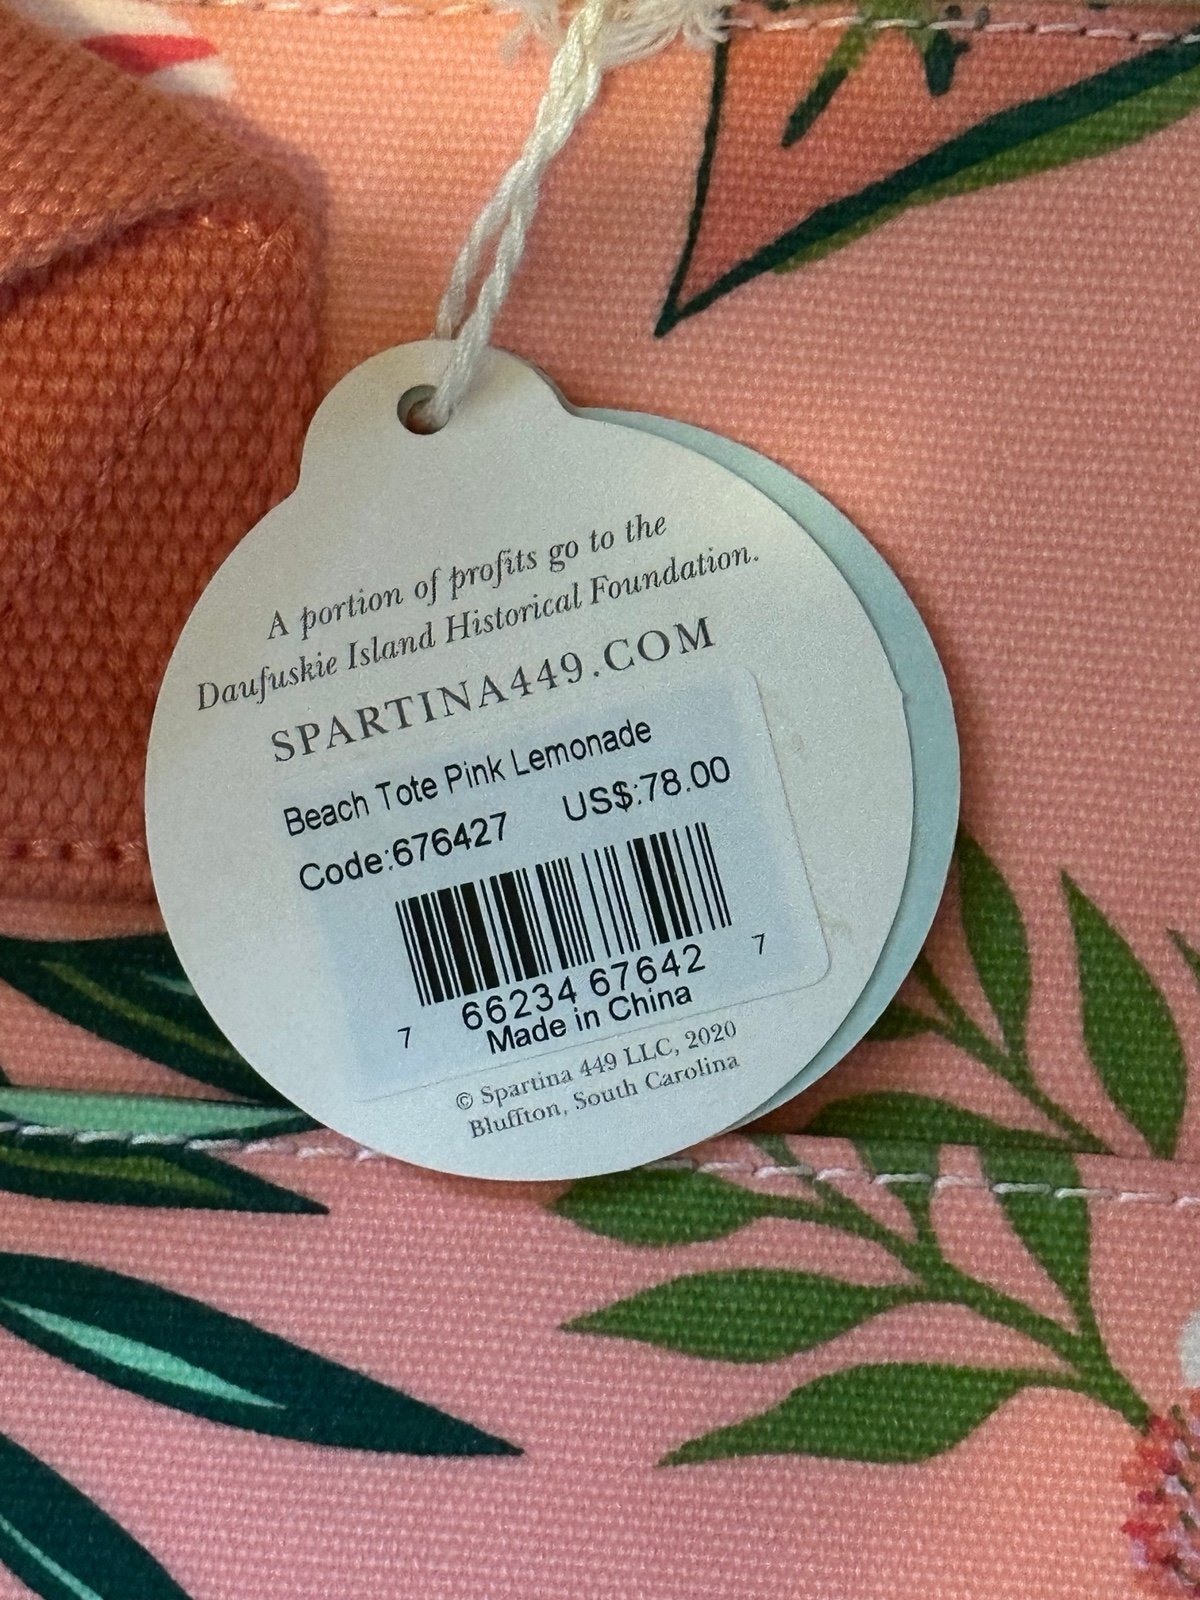 A portion of profits go to the
Daufuskie Island Historical Foundation.
SPARTINA449.COM
Beach Tote Pink Lemonade
Code:676427 US$:78.00
7 66234 67642 7
Made in China
© Spartina 449 LLC, 2020
Bluffton, South Carolina